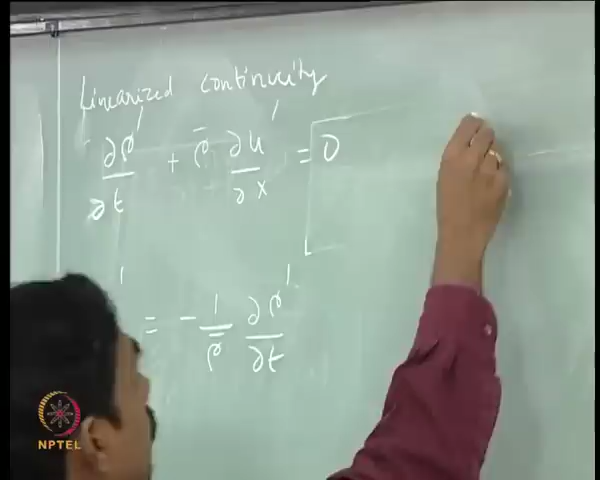 Linearized continuity
∂ρ'/∂t + ρ̄ ∂u'/∂x = 0
' = - 1/ρ̄ ∂ρ'/∂t
NPTEL